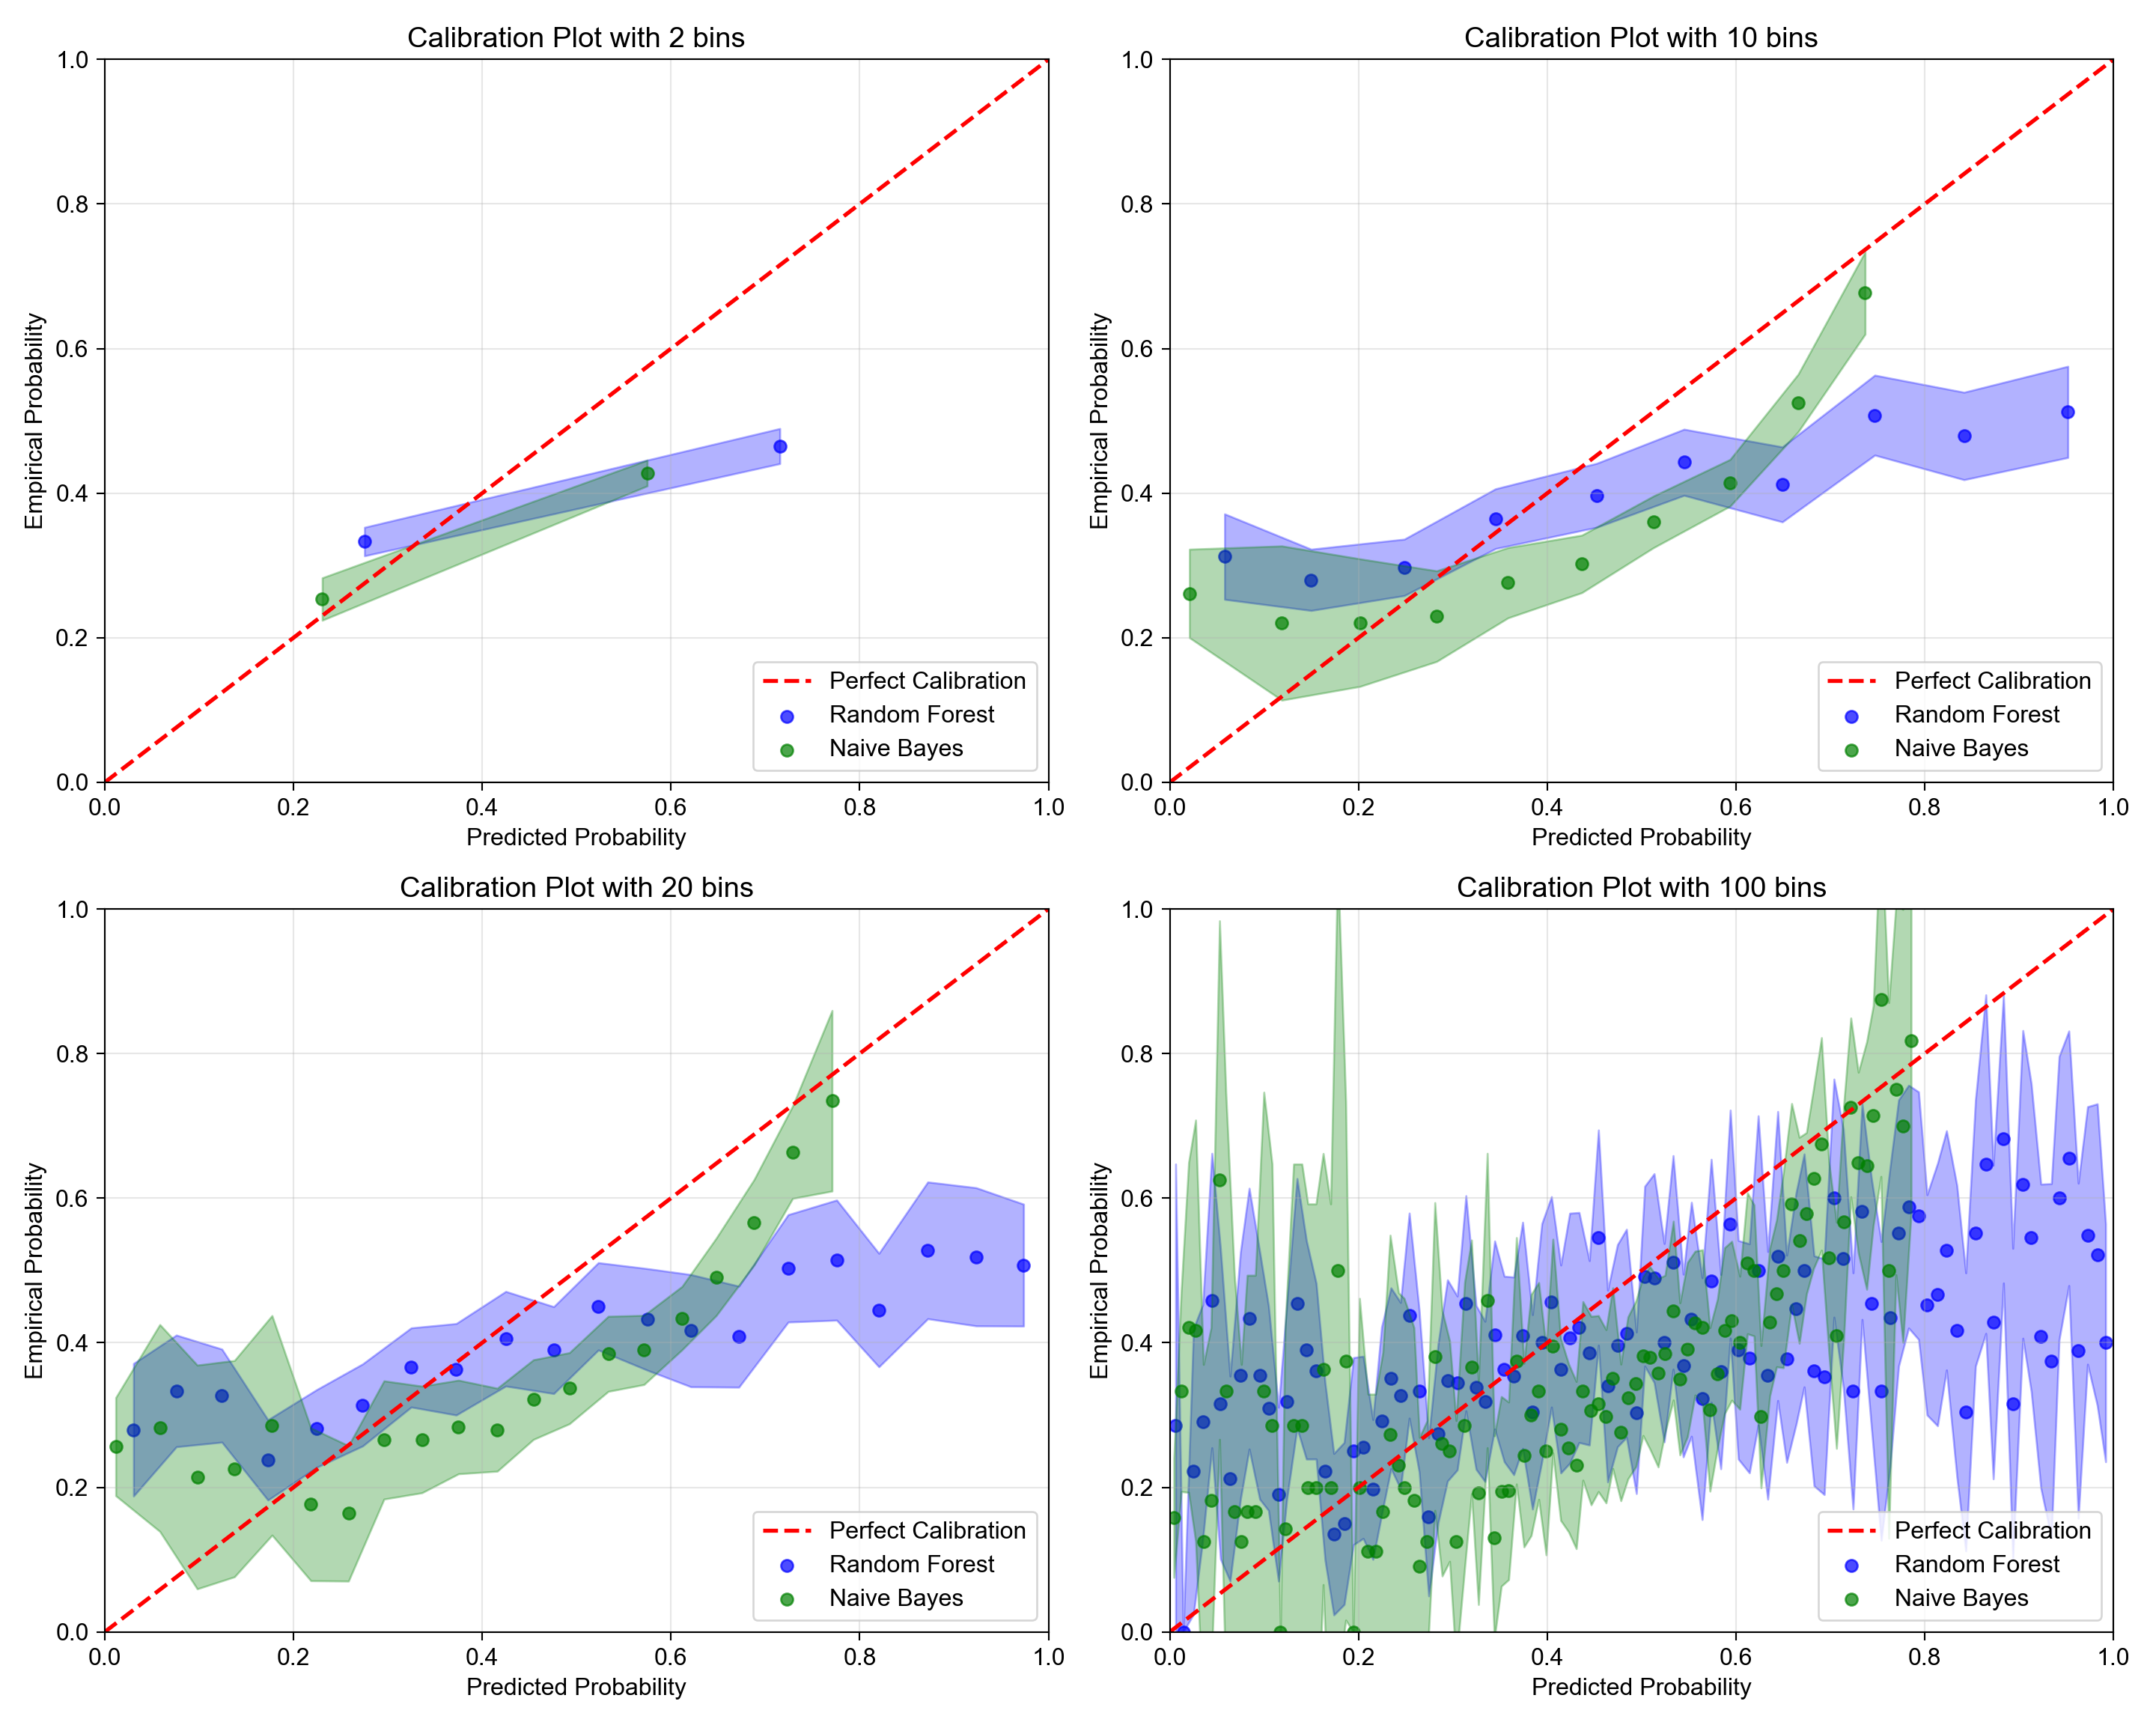 Calibration Plot with 2 bins
1.0
0.8
0.6
0.4
0.2
0.0
Empirical Probability
0.0 0.2 0.4 0.6 0.8 1.0
Predicted Probability
Perfect Calibration
Random Forest
Naive Bayes
Calibration Plot with 10 bins
1.0
0.8
0.6
0.4
0.2
0.0
Empirical Probability
0.0 0.2 0.4 0.6 0.8 1.0
Predicted Probability
Perfect Calibration
Random Forest
Naive Bayes
Calibration Plot with 20 bins
1.0
0.8
0.6
0.4
0.2
0.0
Empirical Probability
0.0 0.2 0.4 0.6 0.8 1.0
Predicted Probability
Perfect Calibration
Random Forest
Naive Bayes
Calibration Plot with 100 bins
1.0
0.8
0.6
0.4
0.2
0.0
Empirical Probability
0.0 0.2 0.4 0.6 0.8 1.0
Predicted Probability
Perfect Calibration
Random Forest
Naive Bayes